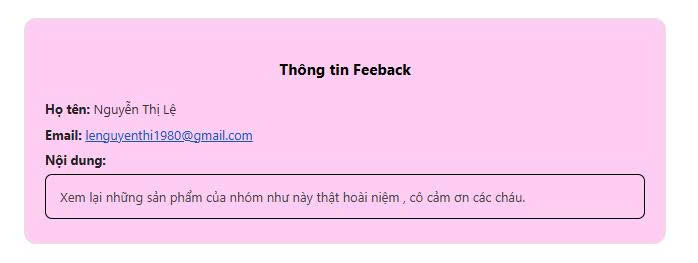 Thông tin Feeback
Họ tên: Nguyễn Thị Lệ
Email: lenguyenthi1980@gmail.com
Nội dung:
Xem lại những sản phẩm của nhóm như này thật hoài niệm , cô cảm ơn các cháu.